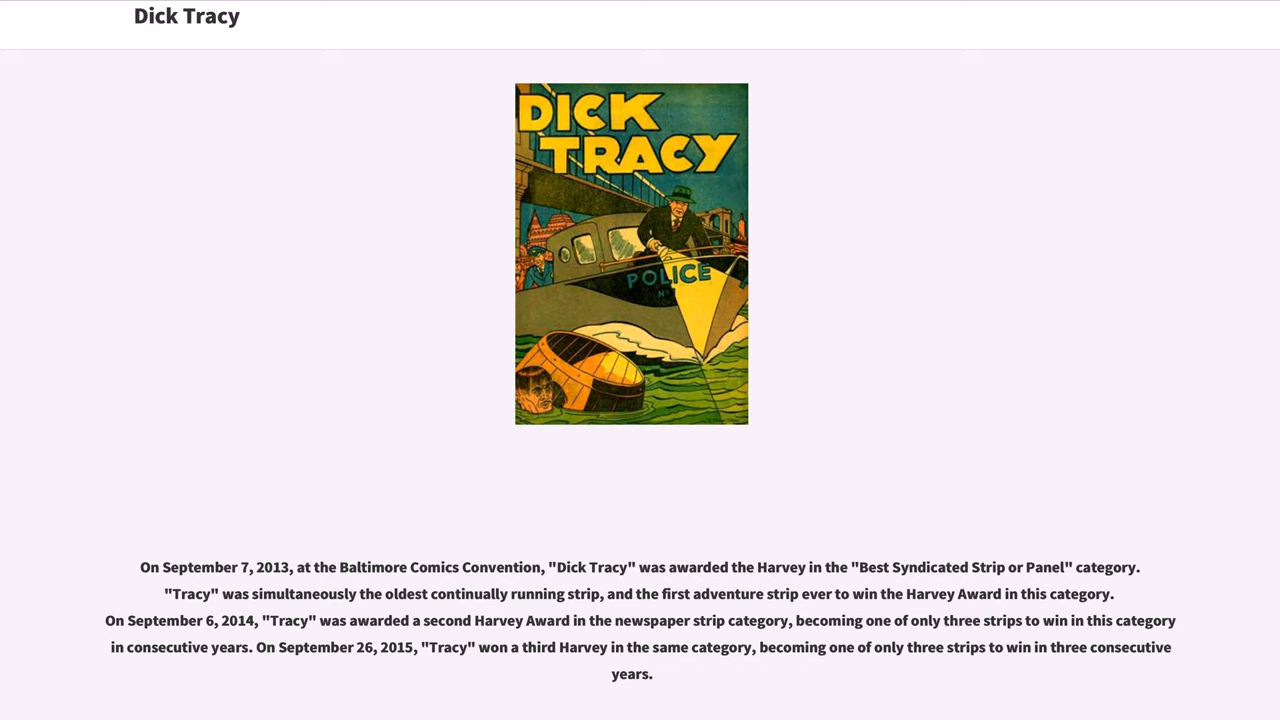 Dick Tracy
DICK
TRACY
POLICE
On September 7, 2013, at the Baltimore Comics Convention, "Dick Tracy" was awarded the Harvey in the "Best Syndicated Strip or Panel" category.
"Tracy" was simultaneously the oldest continually running strip, and the first adventure strip ever to win the Harvey Award in this category.
On September 6, 2014, "Tracy" was awarded a second Harvey Award in the newspaper strip category, becoming one of only three strips to win in this category
in consecutive years. On September 26, 2015, "Tracy" won a third Harvey in the same category, becoming one of only three strips to win in three consecutive
years.